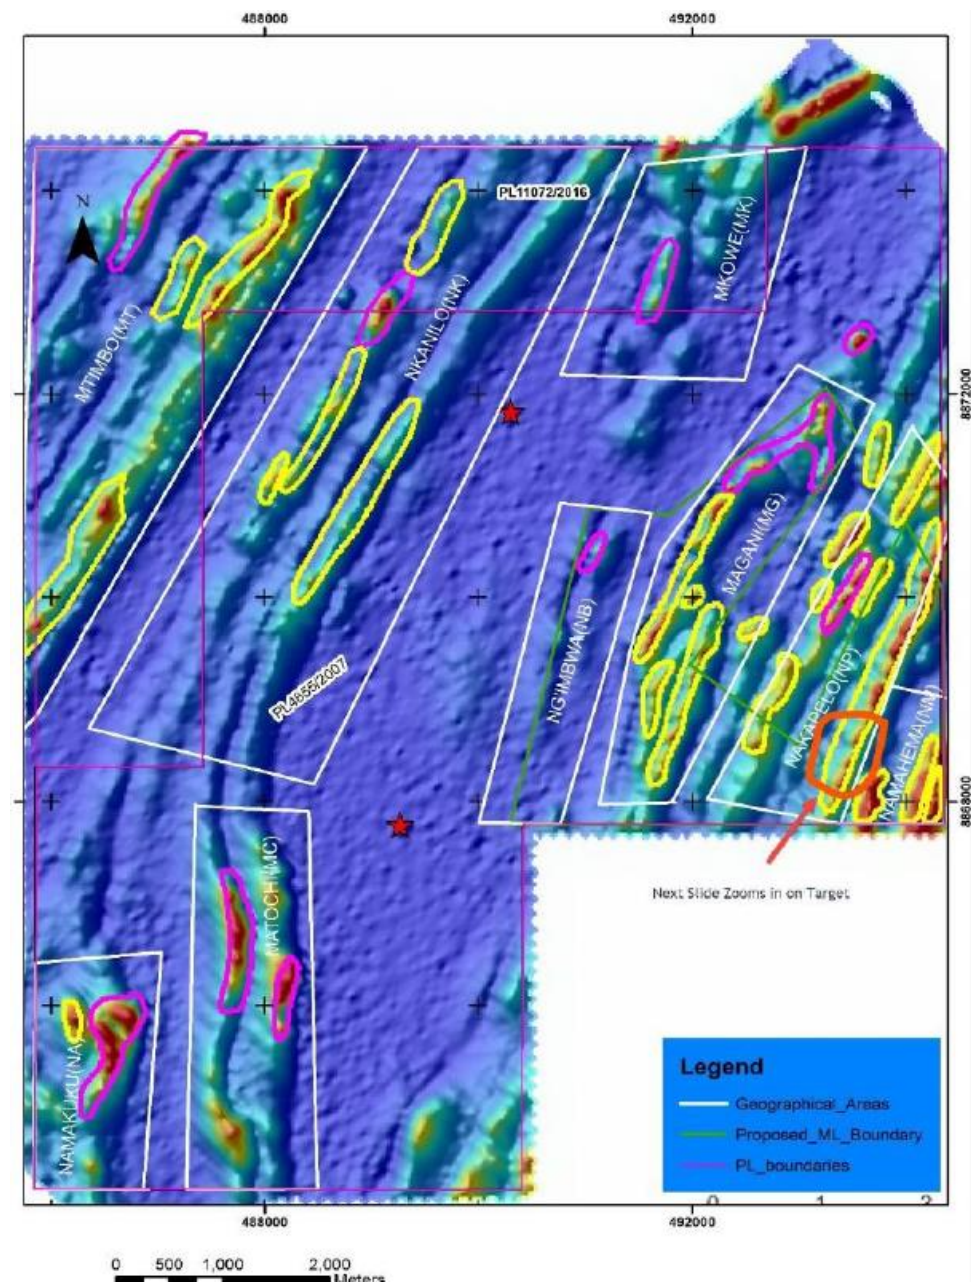 488000
492000
N
PL11072/2016
MTIMBO(MT)
NKANILO(NK)
MKOWE(MK)
8872000
8872000
MAGANI(MG)
NG'IMBWA(NB)
PL4655/2007
NAKAPELO(NP)
NAMAHEMA(NM)
8868000
MATOCHI(MC)
Next Slide Zooms in on Target
NAMAKUKU(NA)
Legend
Geographical_Areas
Proposed_ML_Boundary
PL_boundaries
0 1 2
488000
492000
0 500 1,000 2,000
Meters